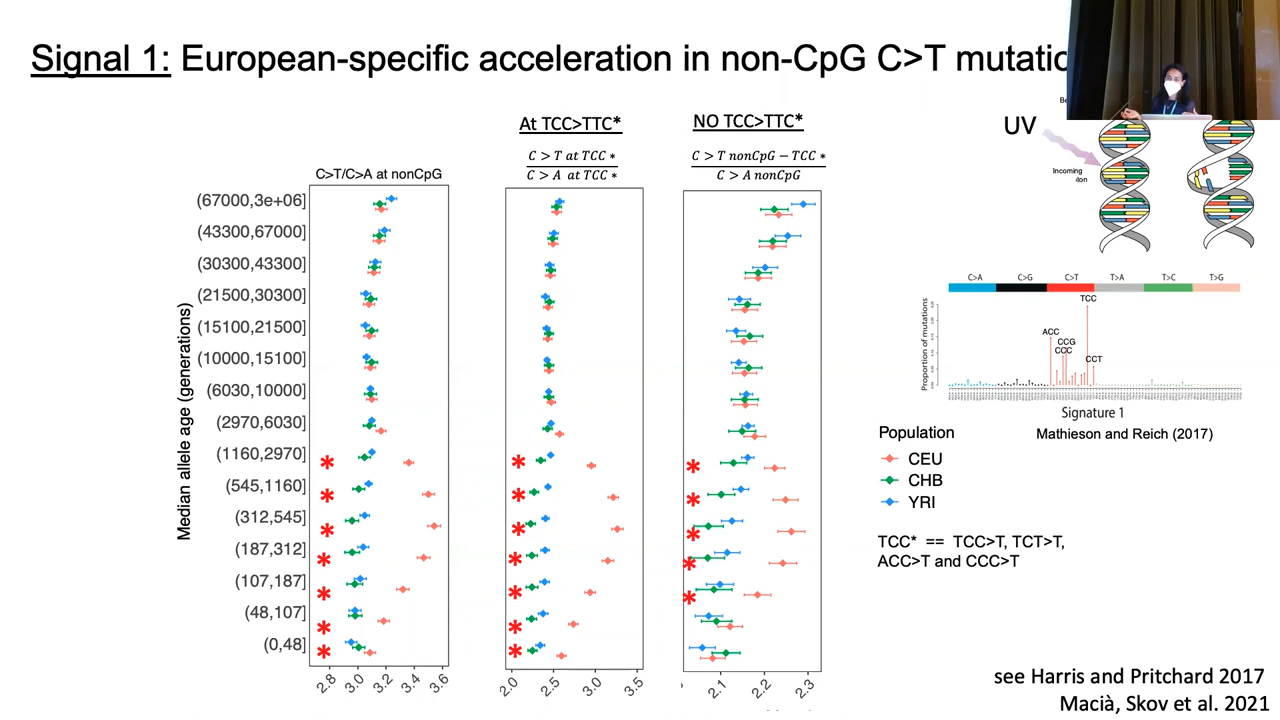 Signal 1: European-specific acceleration in non-CpG C>T mutatio
At TCC>TTC*
NO TCC>TTC*
UV
Incoming
C>T/C>A at nonCpG
C > T at TCC *
C > A at TCC *
C > T nonCpG − TCC *
C > A nonCpG
Median allele age (generations)
(67000,3e+06]
(43300,67000]
(30300,43300]
(21500,30300]
(15100,21500]
(10000,15100]
(6030,10000]
(2970,6030]
(1160,2970]
(545,1160]
(312,545]
(187,312]
(107,187]
(48,107]
(0,48]
2.8 3.0 3.2 3.4 3.6
2.0 2.5 3.0 3.5
2.1 2.2 2.3
C>A C>G C>T T>A T>C T>G
Proportion of mutations
TCC
ACC
CCG
CCC
CCT
Signature 1
Mathieson and Reich (2017)
Population
CEU
CHB
YRI
TCC* == TCC>T, TCT>T,
ACC>T and CCC>T
see Harris and Pritchard 2017
Macià, Skov et al. 2021